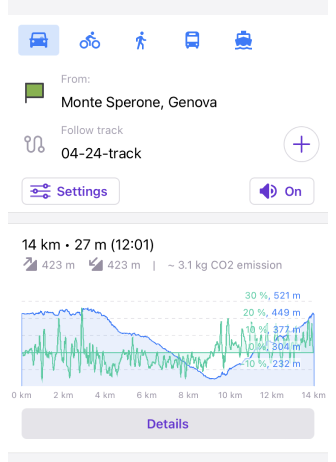 From:
Monte Sperone, Genova
Follow track
04-24-track
Settings
On
14 km • 27 m (12:01)
423 m 423 m | ~ 3.1 kg CO2 emission
30 %, 521 m
20 %, 449 m
10 %, 377 m
0 %, 304 m
-10 %, 232 m
0 km 2 km 4 km 6 km 8 km 10 km 12 km 14 km
Details